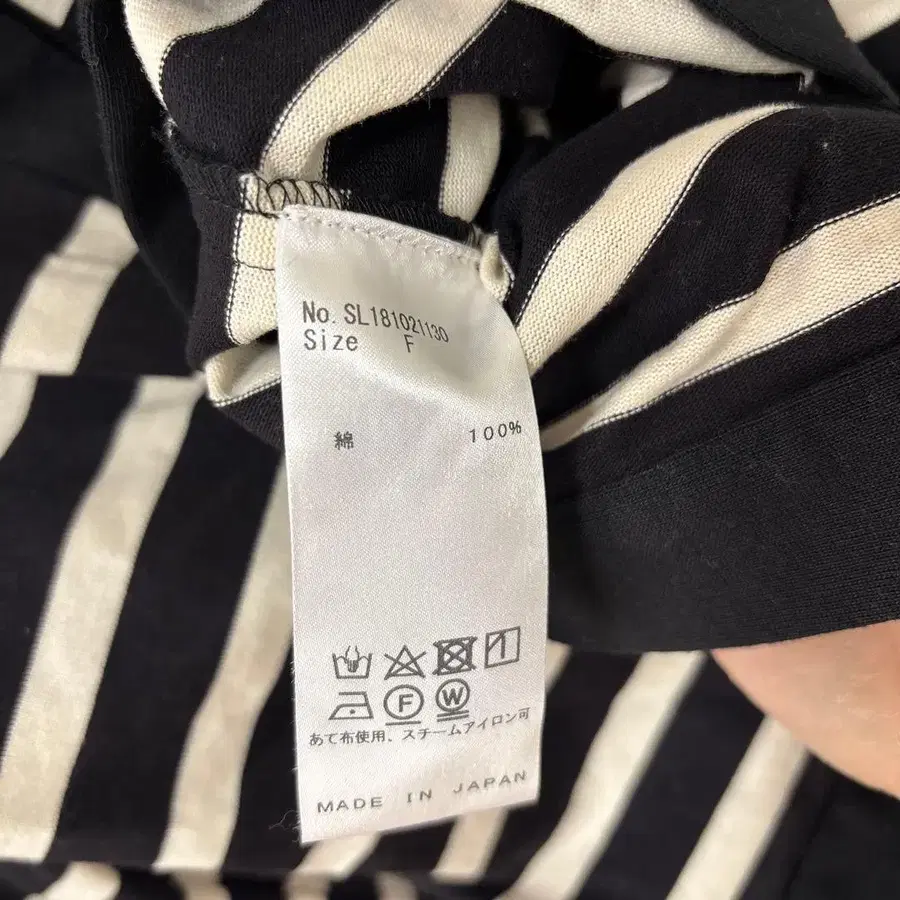 No. SL181021130
Size F
綿 100%
F W
あて布使用、スチームアイロン可
MADE IN JAPAN